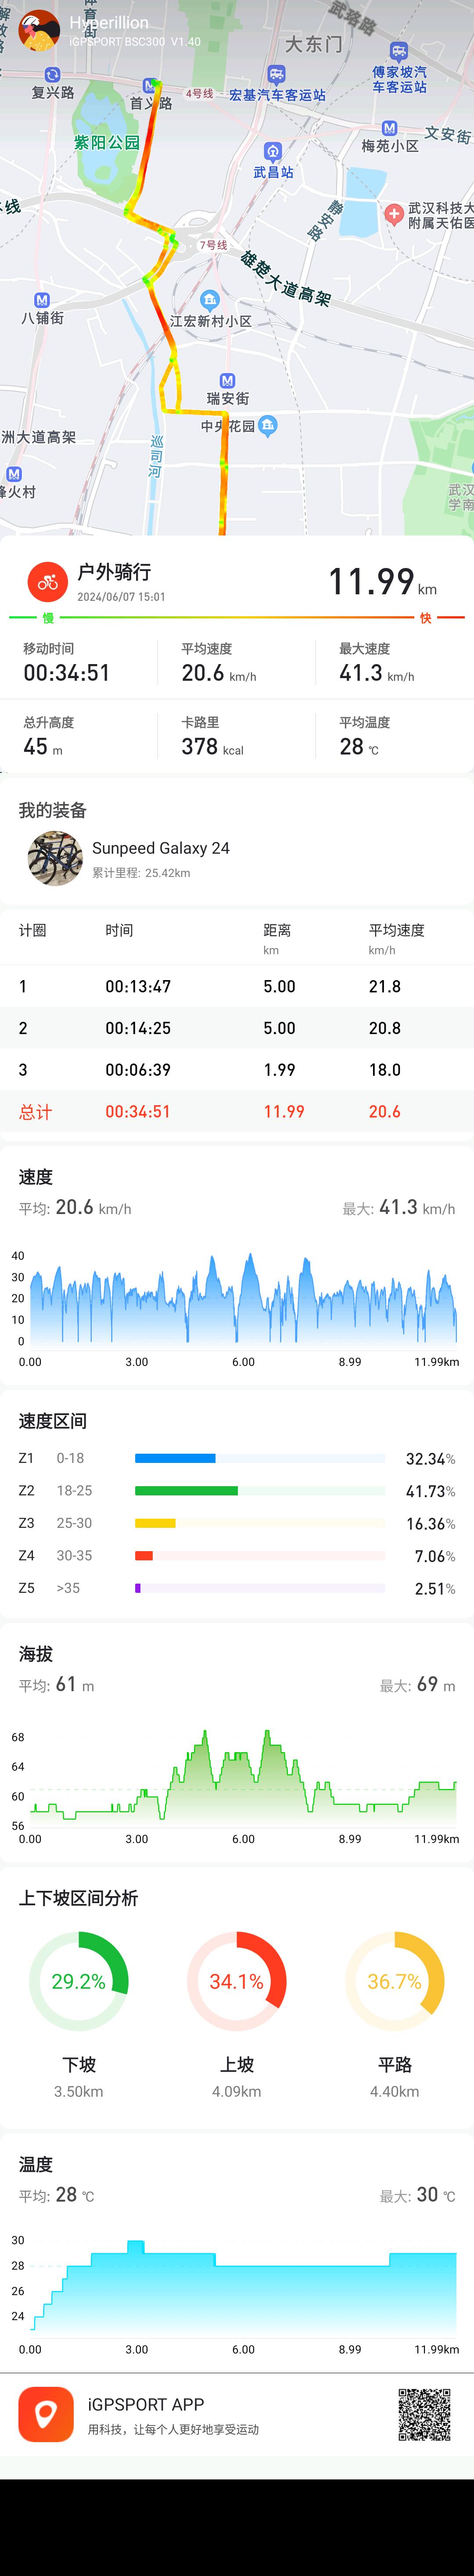 Hyperillion
iGPSPORT BSC300 V1.40
武珞路
大东门
复兴路
首义路
4号线
宏基汽车客运站
傅家坡汽
车客运站
紫阳公园
梅苑小区
文安街
武昌站
静安路
武汉科技大
附属天佑医
7号线
雄楚大道高架
八铺街
江宏新村小区
瑞安街
中央花园
洲大道高架
巡司河
烽火村
武汉
学南
户外骑行
2024/06/07 15:01
11.99 km
慢
快
移动时间
平均速度
最大速度
00:34:51
20.6 km/h
41.3 km/h
总升高度
卡路里
平均温度
45 m
378 kcal
28 ℃
我的装备
Sunpeed Galaxy 24
累计里程: 25.42km
计圈 时间 距离 平均速度
km km/h
1 00:13:47 5.00 21.8
2 00:14:25 5.00 20.8
3 00:06:39 1.99 18.0
总计 00:34:51 11.99 20.6
速度
平均: 20.6 km/h 最大: 41.3 km/h
40
30
20
10
0
0.00 3.00 6.00 8.99 11.99km
速度区间
Z1 0-18 32.34%
Z2 18-25 41.73%
Z3 25-30 16.36%
Z4 30-35 7.06%
Z5 >35 2.51%
海拔
平均: 61 m 最大: 69 m
68
64
60
56
0.00 3.00 6.00 8.99 11.99km
上下坡区间分析
29.2% 34.1% 36.7%
下坡 上坡 平路
3.50km 4.09km 4.40km
温度
平均: 28 ℃ 最大: 30 ℃
30
28
26
24
0.00 3.00 6.00 8.99 11.99km
iGPSPORT APP
用科技，让每个人更好地享受运动